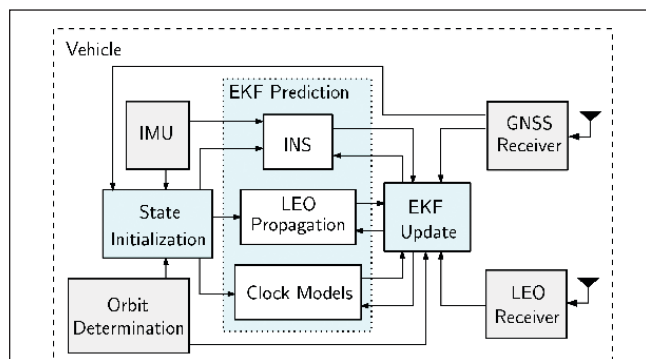 Vehicle
EKF Prediction
IMU
INS
GNSS
Receiver
State
Initialization
LEO
Propagation
EKF
Update
Orbit
Determination
Clock Models
LEO
Receiver